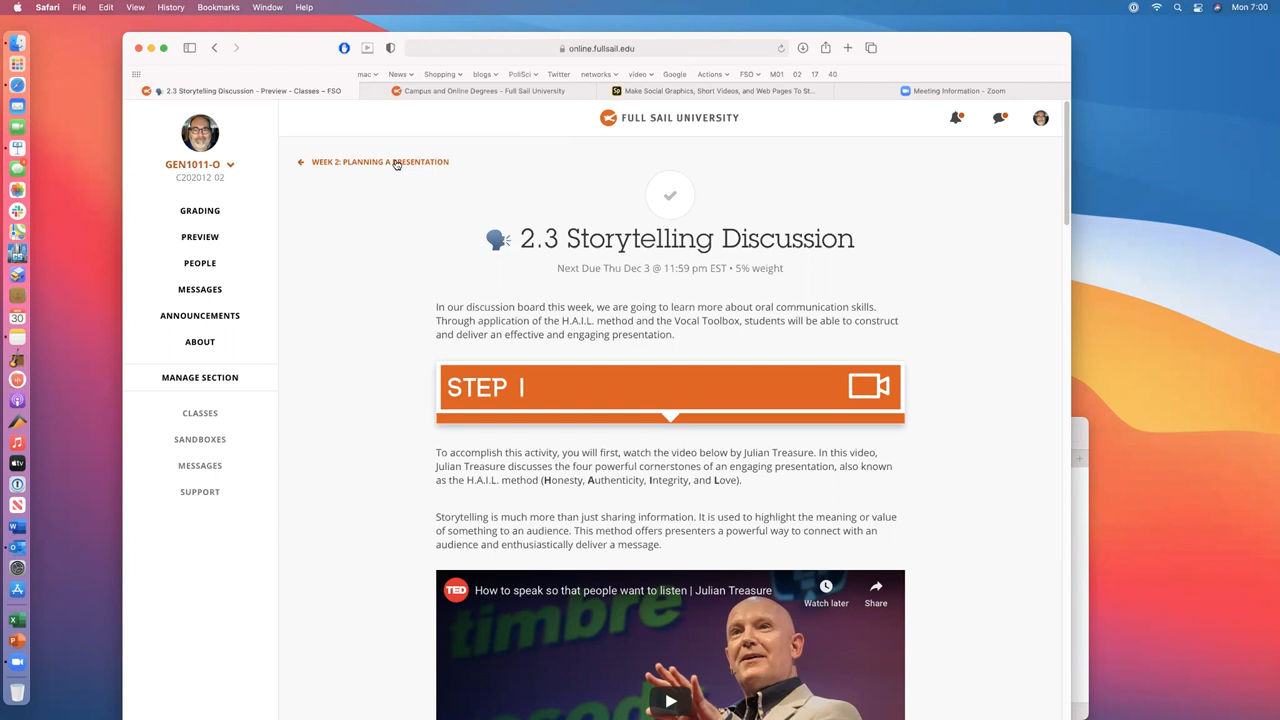 Safari File Edit View History Bookmarks Window Help Mon 7:00
online.fullsail.edu
mac News Shopping blogs PoliSci Twitter networks video Google Actions FSO M01 02 17 40
2.3 Storytelling Discussion - Preview - Classes ~ FSO
Campus and Online Degrees - Full Sail University
Make Social Graphics, Short Videos, and Web Pages To St...
Meeting Information - Zoom
FULL SAIL UNIVERSITY
GEN1011-O
C202012 02
GRADING
PREVIEW
PEOPLE
MESSAGES
ANNOUNCEMENTS
ABOUT
MANAGE SECTION
CLASSES
SANDBOXES
MESSAGES
SUPPORT
WEEK 2: PLANNING A PRESENTATION
2.3 Storytelling Discussion
Next Due Thu Dec 3 @ 11:59 pm EST • 5% weight
In our discussion board this week, we are going to learn more about oral communication skills.
Through application of the H.A.I.L. method and the Vocal Toolbox, students will be able to construct
and deliver an effective and engaging presentation.
STEP 1
To accomplish this activity, you will first, watch the video below by Julian Treasure. In this video,
Julian Treasure discusses the four powerful cornerstones of an engaging presentation, also known
as the H.A.I.L. method (Honesty, Authenticity, Integrity, and Love).
Storytelling is much more than just sharing information. It is used to highlight the meaning or value
of something to an audience. This method offers presenters a powerful way to connect with an
audience and enthusiastically deliver a message.
TED How to speak so that people want to listen | Julian Treasure
Watch later Share
timbre
30